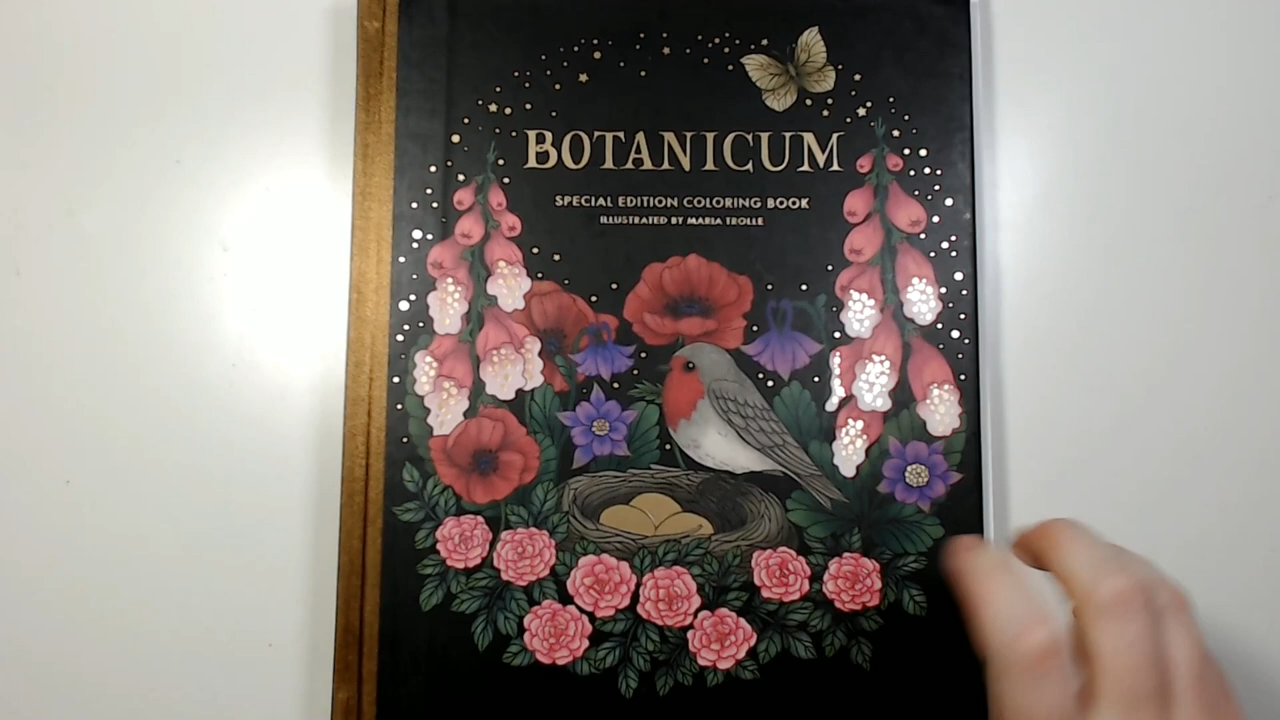 BOTANICUM
SPECIAL EDITION COLORING BOOK
ILLUSTRATED BY MARIA TROLLE